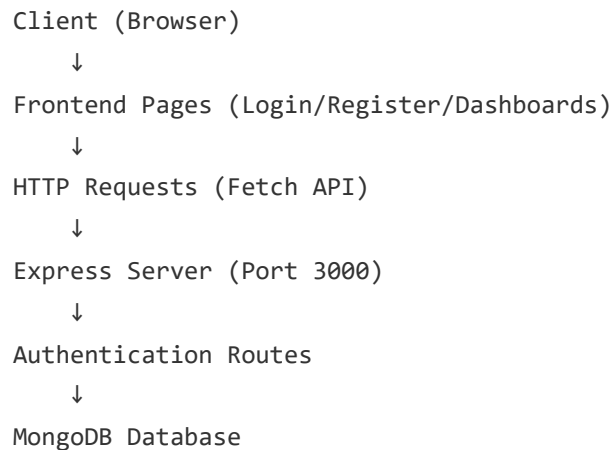 Client (Browser)
↓
Frontend Pages (Login/Register/Dashboards)
↓
HTTP Requests (Fetch API)
↓
Express Server (Port 3000)
↓
Authentication Routes
↓
MongoDB Database